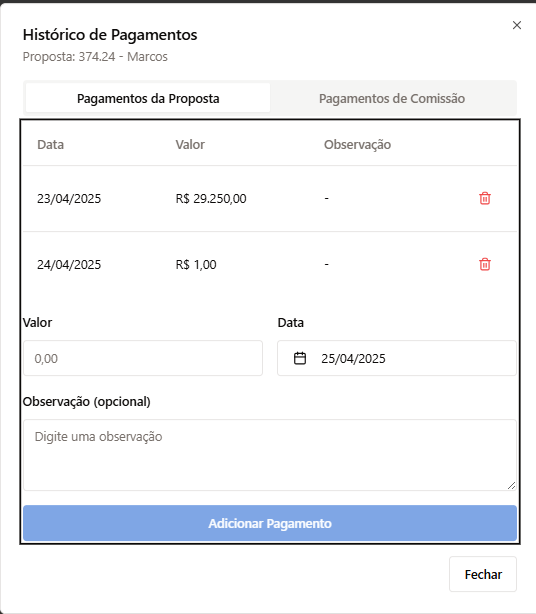 Histórico de Pagamentos
Proposta: 374.24 - Marcos
Pagamentos da Proposta Pagamentos de Comissão
Data Valor Observação
23/04/2025 R$ 29.250,00 -
24/04/2025 R$ 1,00 -
Valor Data
0,00 25/04/2025
Observação (opcional)
Digite uma observação
Adicionar Pagamento
Fechar